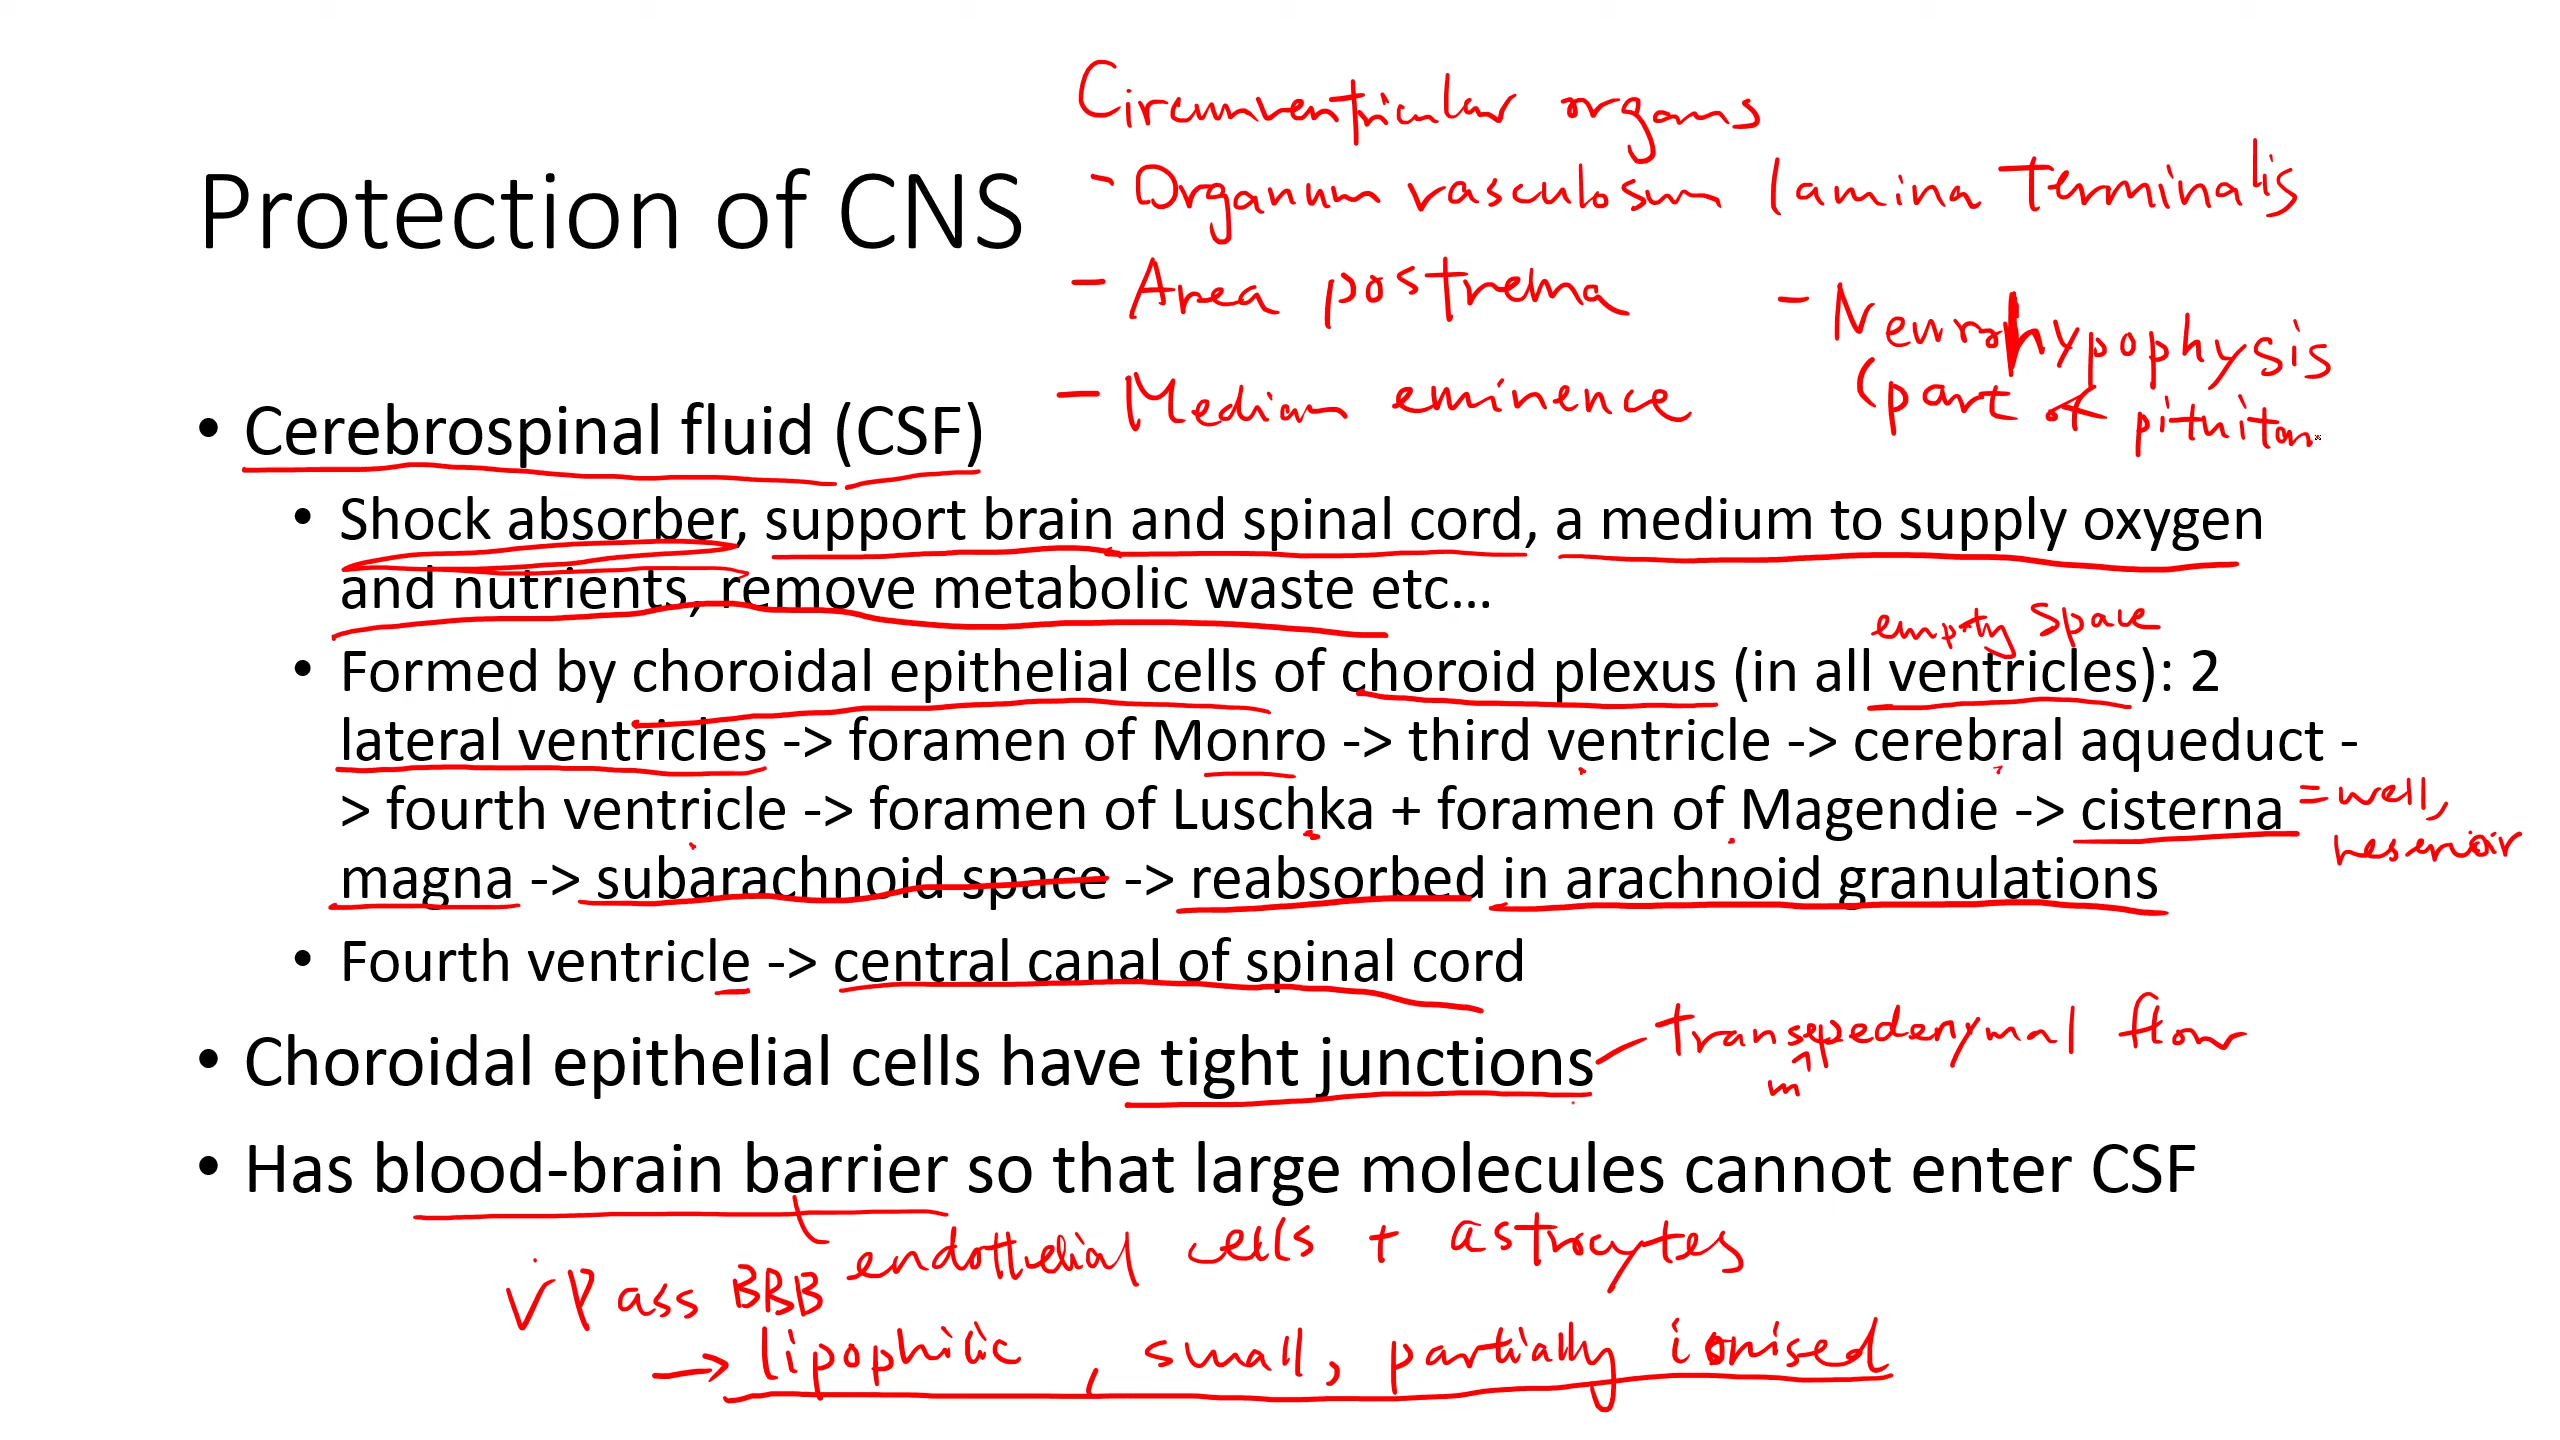 Circumventricular organs
- Organum vasculosum lamina terminalis
Protection of CNS
- Area postrema
- Neurohypophysis
(part of pituitary
- Median eminence
• Cerebrospinal fluid (CSF)
• Shock absorber, support brain and spinal cord, a medium to supply oxygen
and nutrients, remove metabolic waste etc...
empty space
• Formed by choroidal epithelial cells of choroid plexus (in all ventricles): 2
lateral ventricles -> foramen of Monro -> third ventricle -> cerebral aqueduct -
> fourth ventricle -> foramen of Luschka + foramen of Magendie -> cisterna
= well,
reservoir
magna -> subarachnoid space -> reabsorbed in arachnoid granulations
• Fourth ventricle -> central canal of spinal cord
flow
• Choroidal epithelial cells have tight junctions
m
• Has blood-brain barrier so that large molecules cannot enter CSF
endothelial cells + astrocytes
✓ Pass BBB
-> lipophilic, small, partially ionised